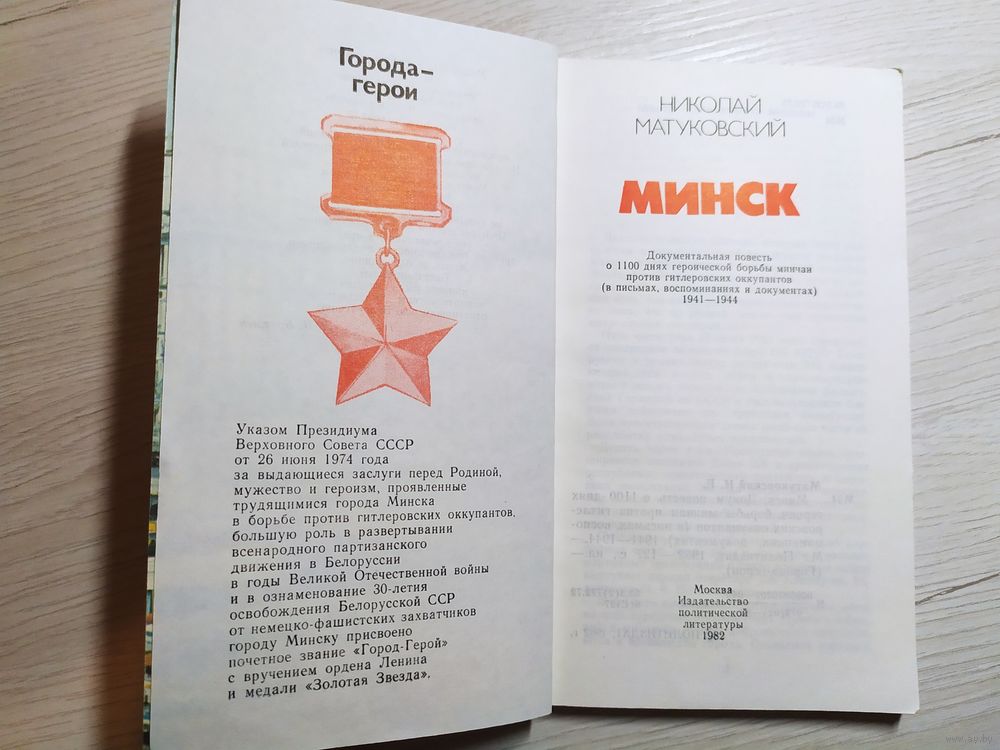 Города—
герои
Указом Президиума
Верховного Совета СССР
от 26 июня 1974 года
за выдающиеся заслуги перед Родиной,
мужество и героизм, проявленные
трудящимися города Минска
в борьбе против гитлеровских оккупантов,
большую роль в развертывании
всенародного партизанского
движения в Белоруссии
в годы Великой Отечественной войны
и в ознаменование 30-летия
освобождения Белорусской ССР
от немецко-фашистских захватчиков
городу Минску присвоено
почетное звание «Город-Герой»
с вручением ордена Ленина
и медали «Золотая Звезда».
НИКОЛАЙ
МАТУКОВСКИЙ
МИНСК
Документальная повесть
о 1100 днях героической борьбы минчан
против гитлеровских оккупантов
(в письмах, воспоминаниях и документах)
1941—1944
Москва
Издательство
политической
литературы
1982
www.ay.by